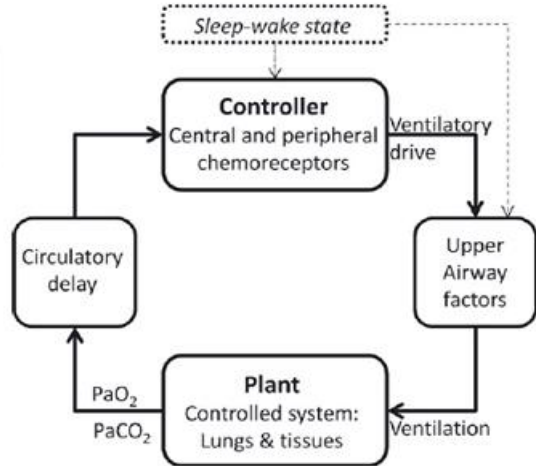 Sleep-wake state
Controller
Central and peripheral
chemoreceptors
Ventilatory
drive
Circulatory
delay
Upper
Airway
factors
PaO₂
PaCO₂
Plant
Controlled system:
Lungs & tissues
Ventilation